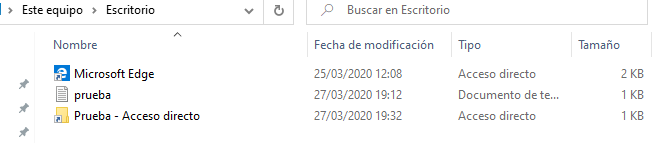 Este equipo > Escritorio
Buscar en Escritorio
Nombre Fecha de modificación Tipo Tamaño
Microsoft Edge 25/03/2020 12:08 Acceso directo 2 KB
prueba 27/03/2020 19:12 Documento de te... 1 KB
Prueba - Acceso directo 27/03/2020 19:32 Acceso directo 1 KB